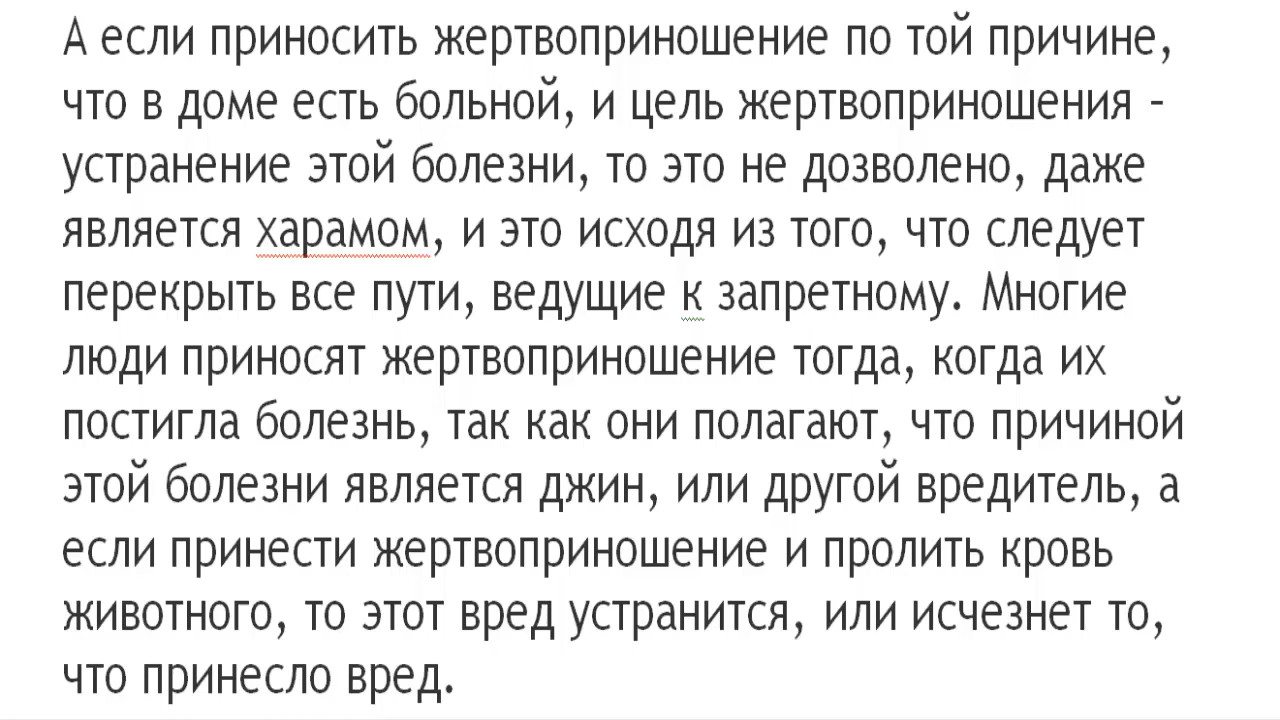 А если приносить жертвоприношение по той причине,
что в доме есть больной, и цель жертвоприношения -
устранение этой болезни, то это не дозволено, даже
является харамом, и это исходя из того, что следует
перекрыть все пути, ведущие к запретному. Многие
люди приносят жертвоприношение тогда, когда их
постигла болезнь, так как они полагают, что причиной
этой болезни является джин, или другой вредитель, а
если принести жертвоприношение и пролить кровь
животного, то этот вред устранится, или исчезнет то,
что принесло вред.